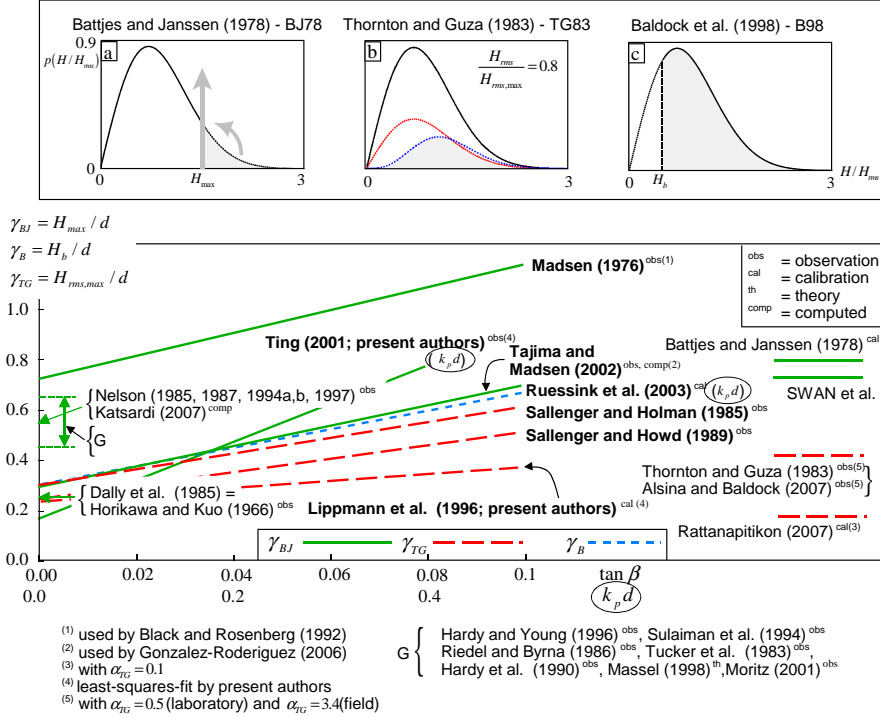 Battjes and Janssen (1978) - BJ78
Thornton and Guza (1983) - TG83
Baldock et al. (1998) - B98
0.9
p(H/H_rms)
a
0
0
H_max
3
b
H_rms / H_rms,max = 0.8
0
3
c
0
H_b
3
H/H_rms
γ_BJ = H_max / d
γ_B = H_b / d
γ_TG = H_rms,max / d
obs = observation
cal = calibration
th = theory
comp = computed
1.0
0.8
0.6
0.4
0.2
0.0
Madsen (1976)^obs(1)
Ting (2001; present authors)^obs(4)
(k_p d)
Tajima and
Madsen (2002)^obs, comp(2)
Ruessink et al. (2003)^cal (k_p d)
Sallenger and Holman (1985)^obs
Sallenger and Howd (1989)^obs
Lippmann et al. (1996; present authors)^cal (4)
Nelson (1985, 1987, 1994a,b, 1997)^obs
Katsardi (2007)^comp
G
Dally et al. (1985) =
Horikawa and Kuo (1966)^obs
Battjes and Janssen (1978)^cal
SWAN et al.
Thornton and Guza (1983)^obs(5)
Alsina and Baldock (2007)^obs(5)
Rattanapitikon (2007)^cal(3)
γ_BJ
γ_TG
γ_B
0.00 0.02 0.04 0.06 0.08 0.1 tan β
0.0 0.2 0.4 k_p d
(1) used by Black and Rosenberg (1992)
(2) used by Gonzalez-Roderiguez (2006)
(3) with α_TG = 0.1
(4) least-squares-fit by present authors
(5) with α_TG = 0.5 (laboratory) and α_TG = 3.4(field)
G { Hardy and Young (1996)^obs, Sulaiman et al. (1994)^obs
Riedel and Byrna (1986)^obs, Tucker et al. (1983)^obs,
Hardy et al. (1990)^obs, Massel (1998)^th,Moritz (2001)^obs